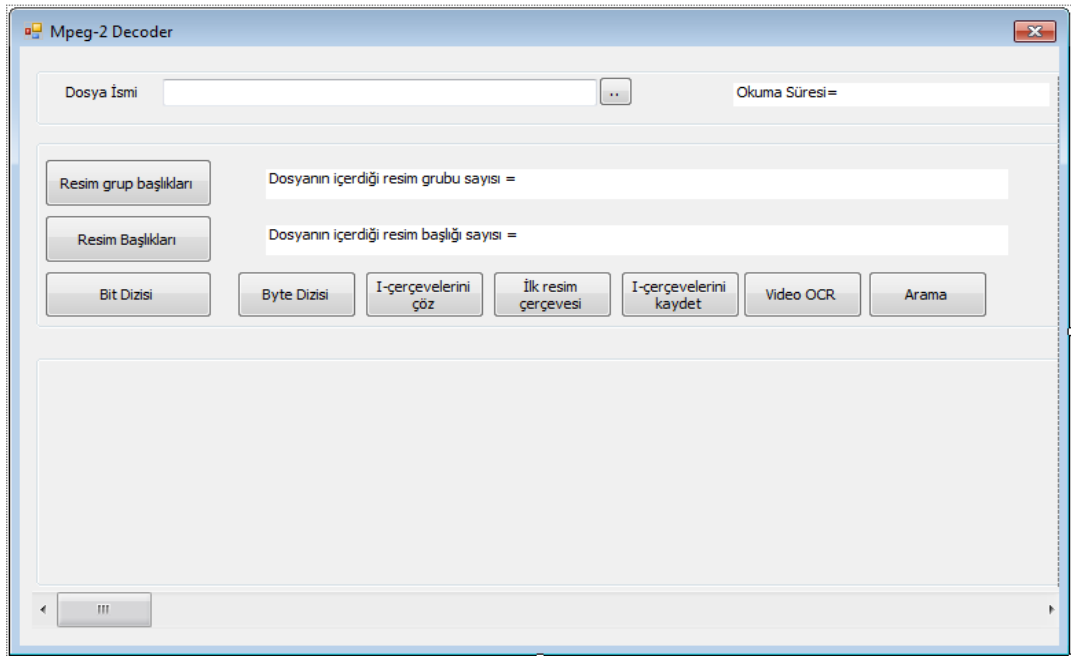 Mpeg-2 Decoder
Dosya İsmi
..
Okuma Süresi=
Resim grup başlıkları
Dosyanın içerdiği resim grubu sayısı =
Resim Başlıkları
Dosyanın içerdiği resim başlığı sayısı =
Bit Dizisi
Byte Dizisi
I-çerçevelerini
çöz
İlk resim
çerçevesi
I-çerçevelerini
kaydet
Video OCR
Arama